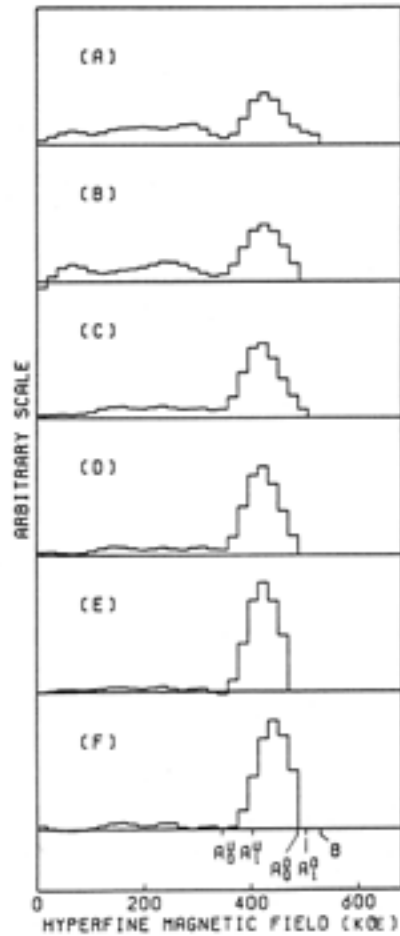 (A)
(B)
(C)
(D)
(E)
(F)
ARBITRARY SCALE
B
0 200 400 600
HYPERFINE MAGNETIC FIELD (KOE)